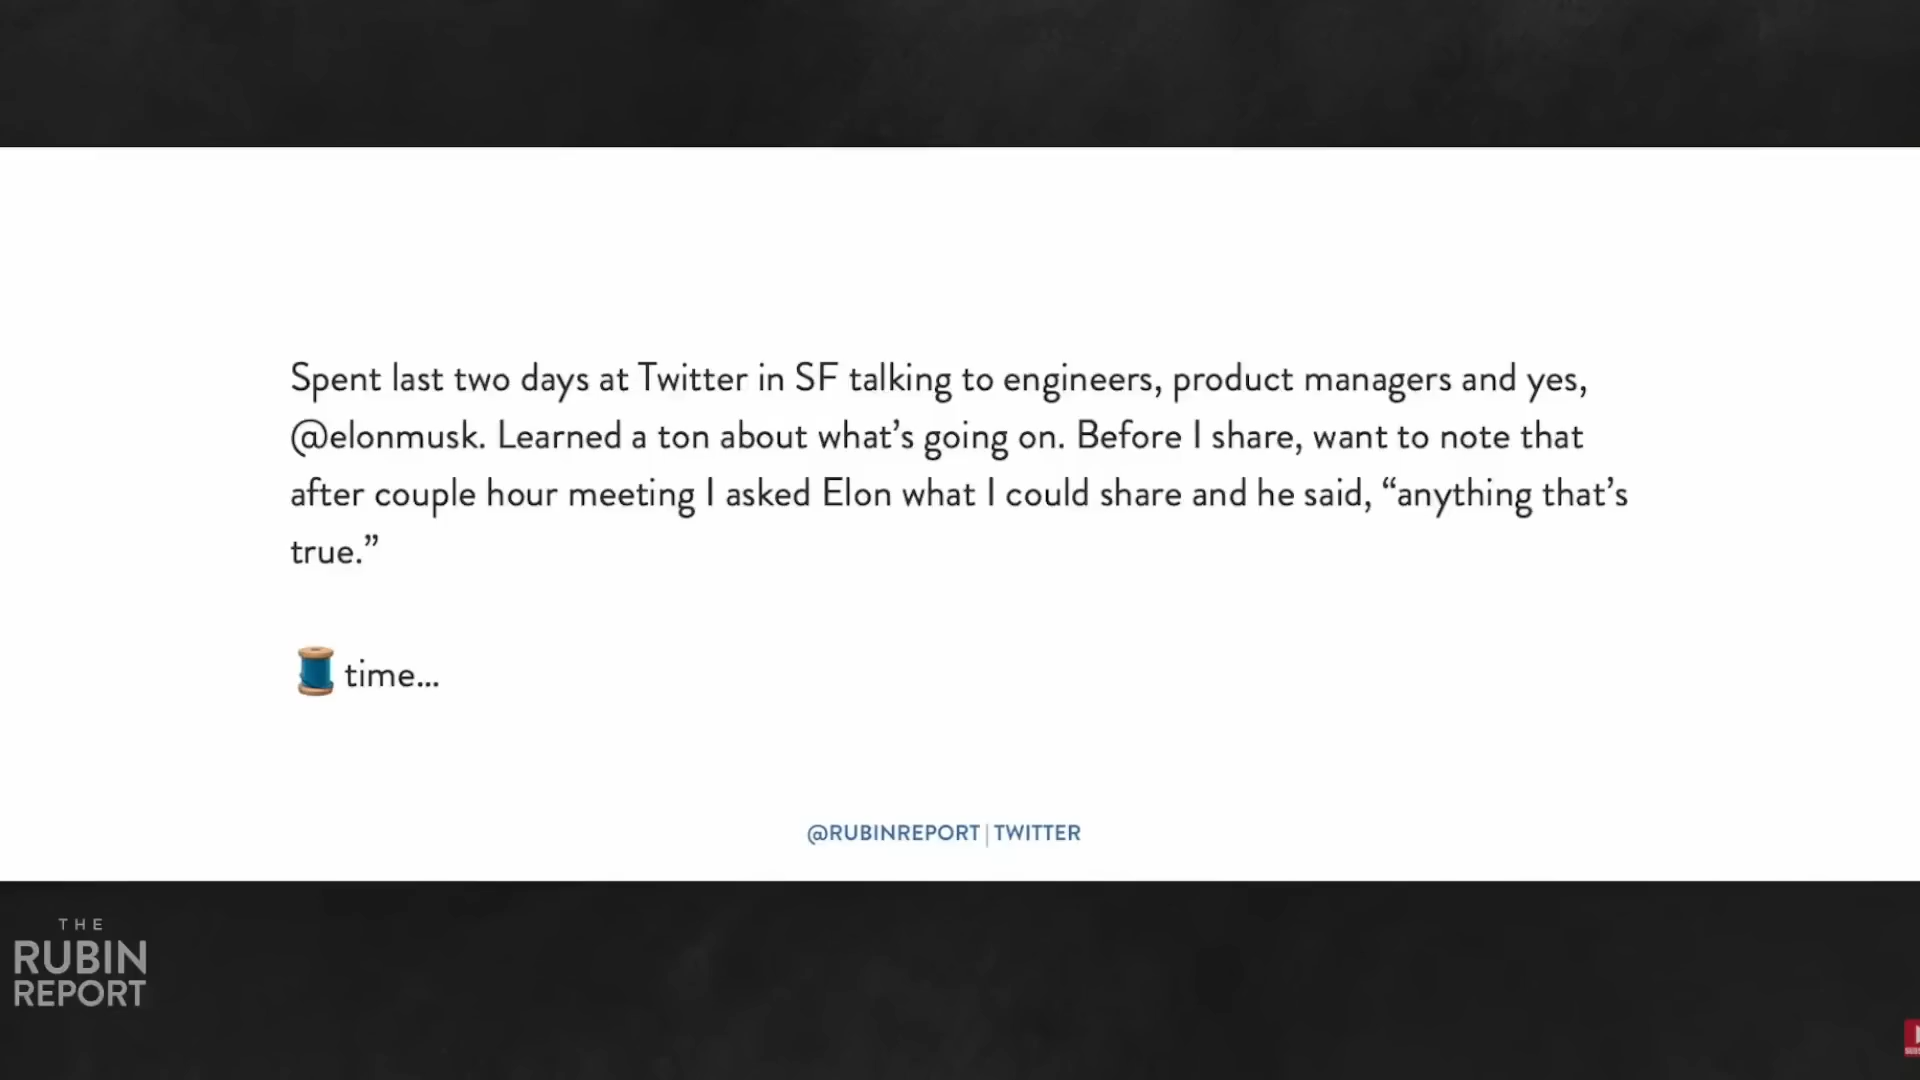 Spent last two days at Twitter in SF talking to engineers, product managers and yes,
@elonmusk. Learned a ton about what’s going on. Before I share, want to note that
after couple hour meeting I asked Elon what I could share and he said, “anything that’s
true.”
🧵 time...
@RUBINREPORT | TWITTER
THE
RUBIN
REPORT